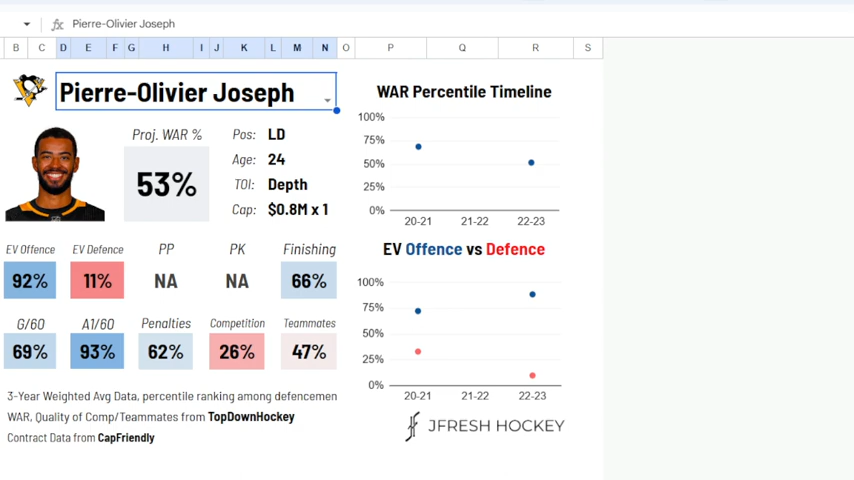 fx Pierre-Olivier Joseph
B C D E F G H I J K L M N O P Q R S
Pierre-Olivier Joseph
Proj. WAR %
53%
Pos: LD
Age: 24
TOI: Depth
Cap: $0.8M x 1
EV Offence EV Defence PP PK Finishing
92% 11% NA NA 66%
G/60 A1/60 Penalties Competition Teammates
69% 93% 62% 26% 47%
3-Year Weighted Avg Data, percentile ranking among defencemen
WAR, Quality of Comp/Teammates from TopDownHockey
Contract Data from CapFriendly
WAR Percentile Timeline
100%
75%
50%
25%
0%
20-21 21-22 22-23
EV Offence vs Defence
100%
75%
50%
25%
0%
20-21 21-22 22-23
JFRESH HOCKEY